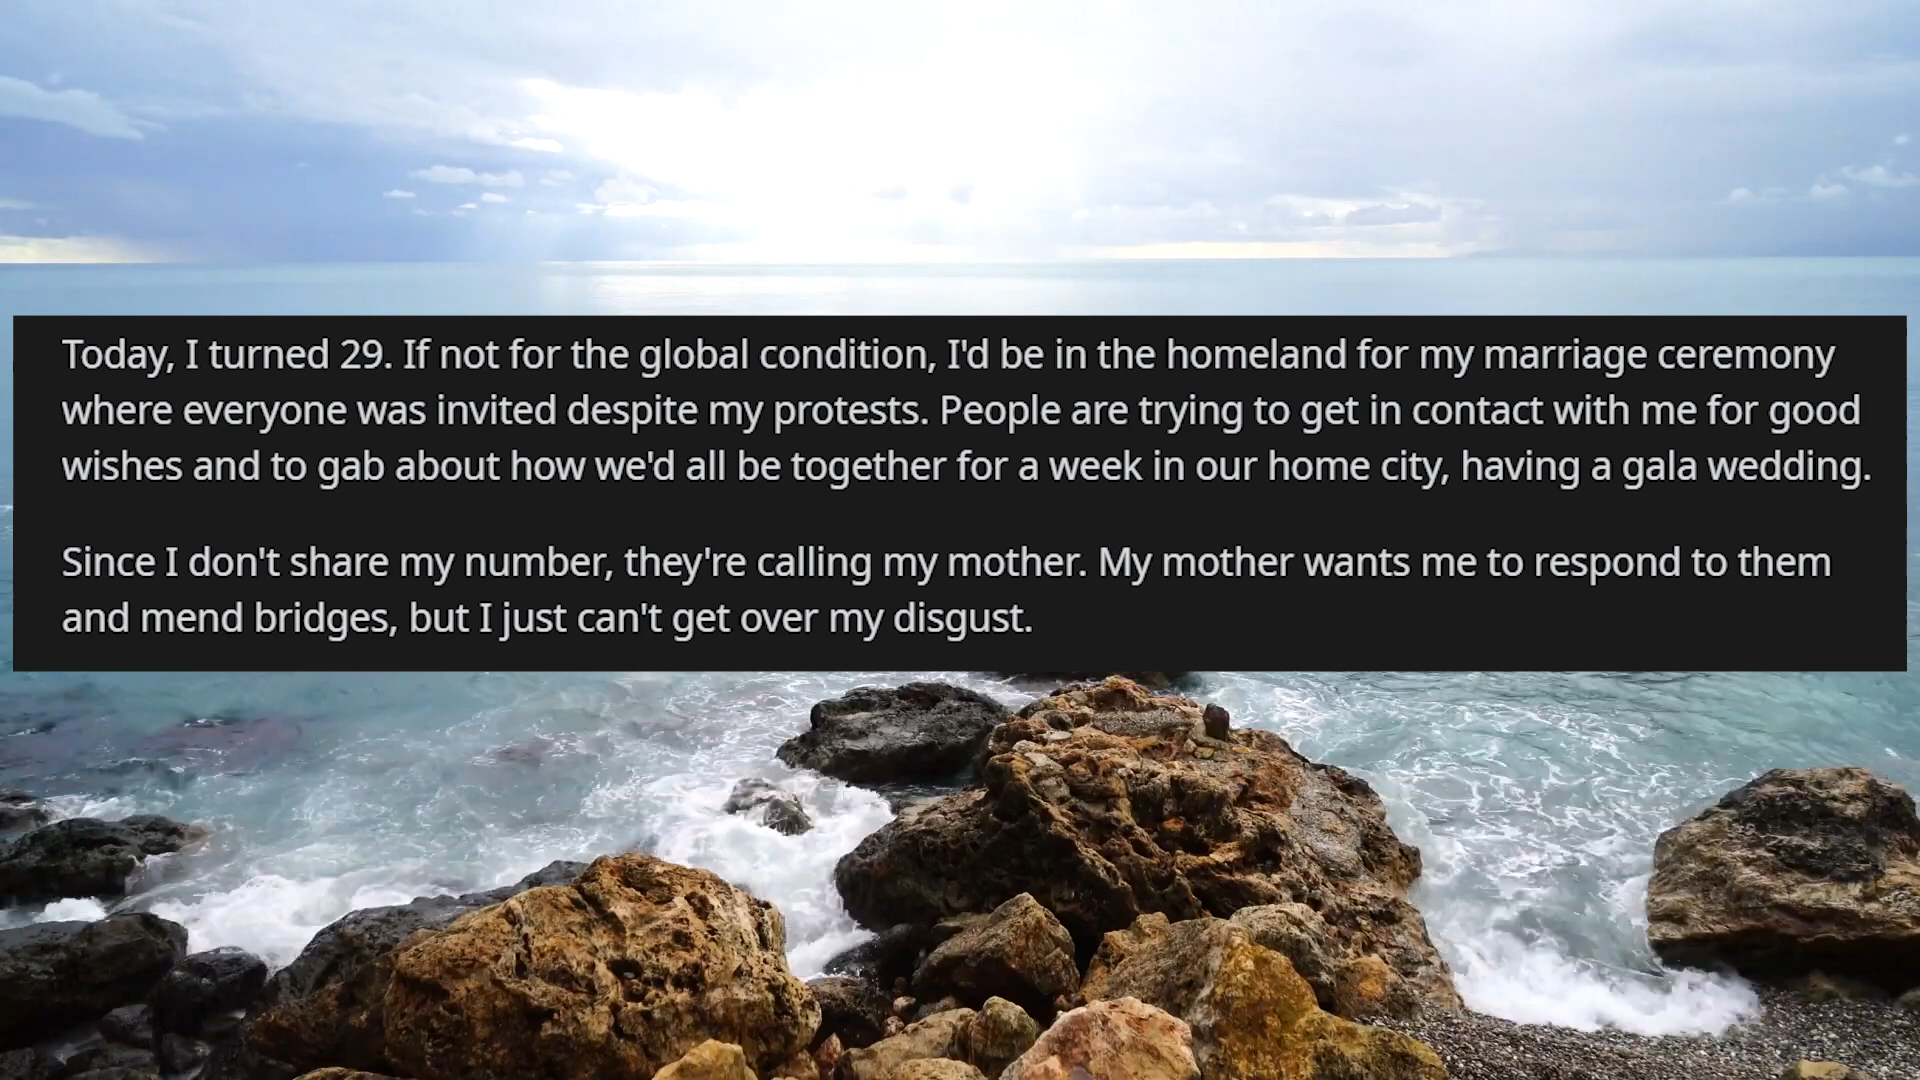 Today, I turned 29. If not for the global condition, I'd be in the homeland for my marriage ceremony
where everyone was invited despite my protests. People are trying to get in contact with me for good
wishes and to gab about how we'd all be together for a week in our home city, having a gala wedding.
Since I don't share my number, they're calling my mother. My mother wants me to respond to them
and mend bridges, but I just can't get over my disgust.